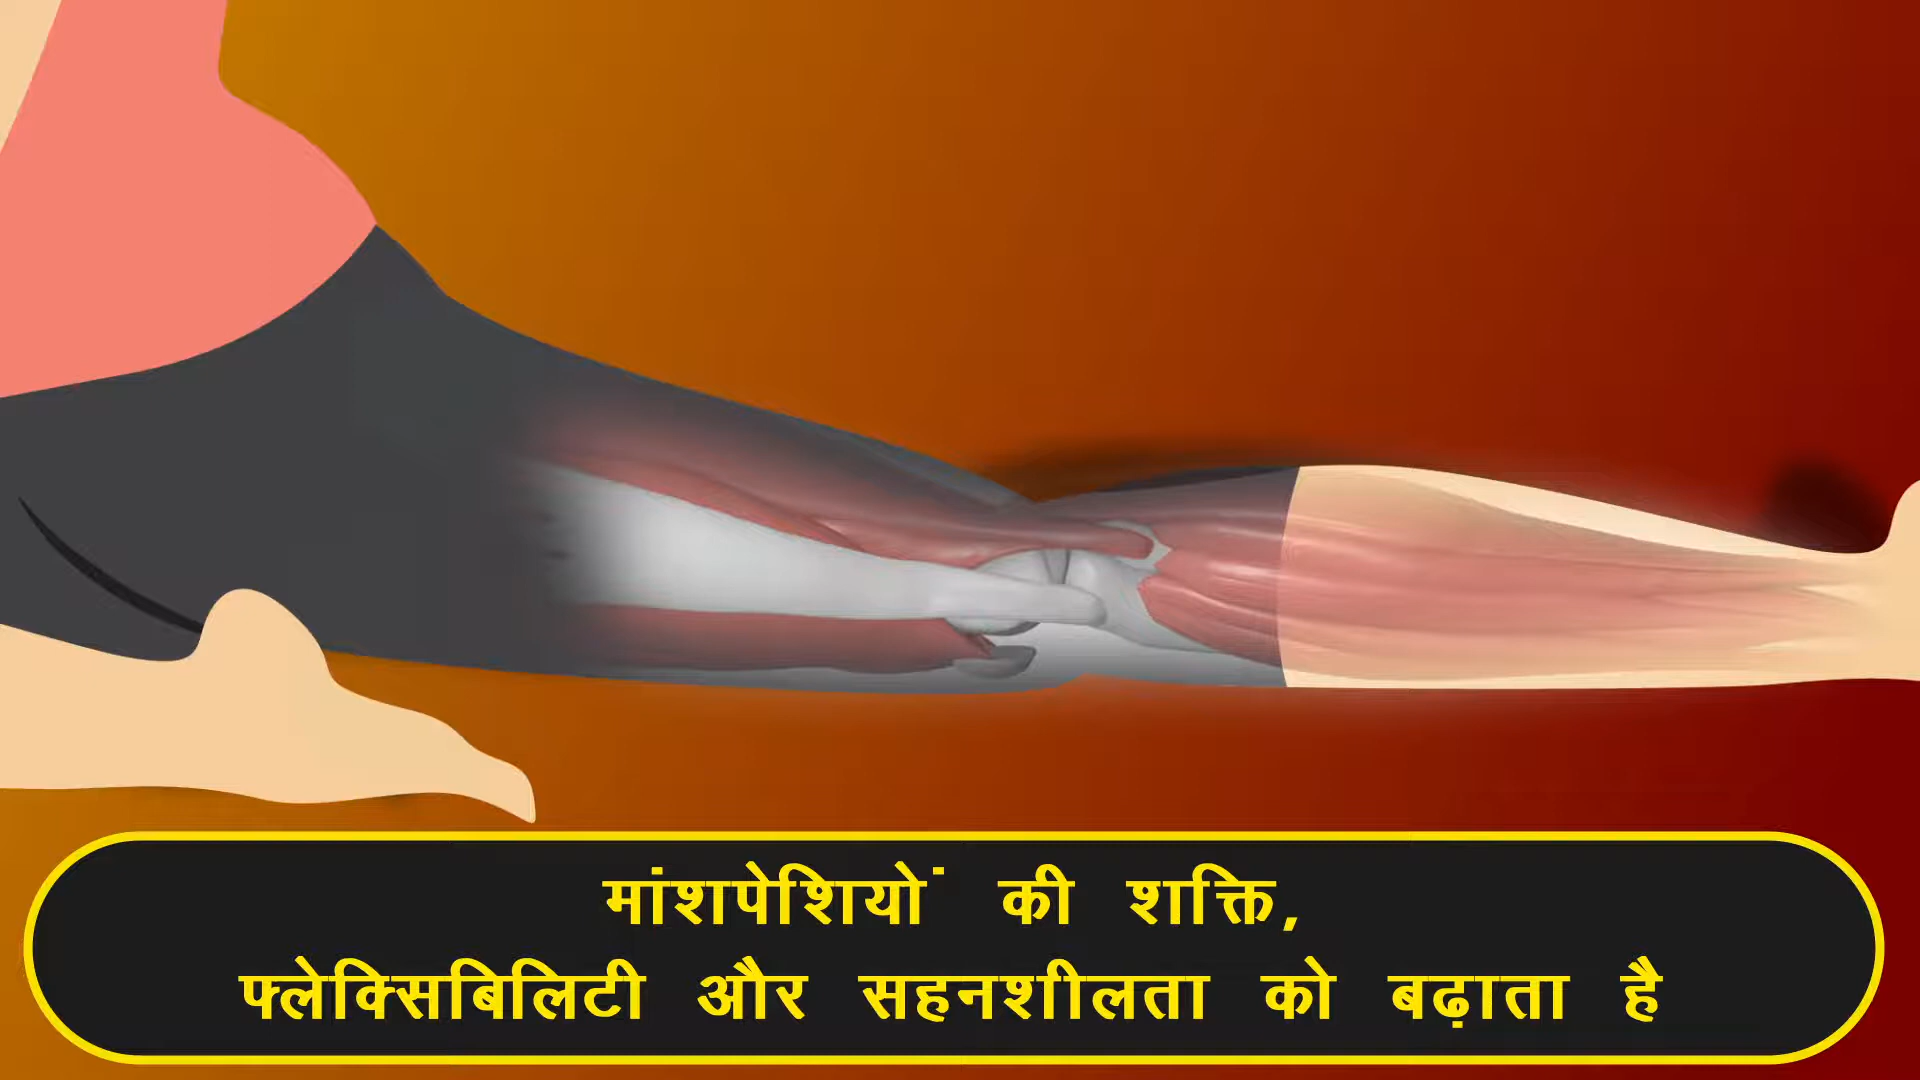 मांशपेशियों की शक्ति,
फ्लेक्सिबिलिटी और सहनशीलता को बढ़ाता है